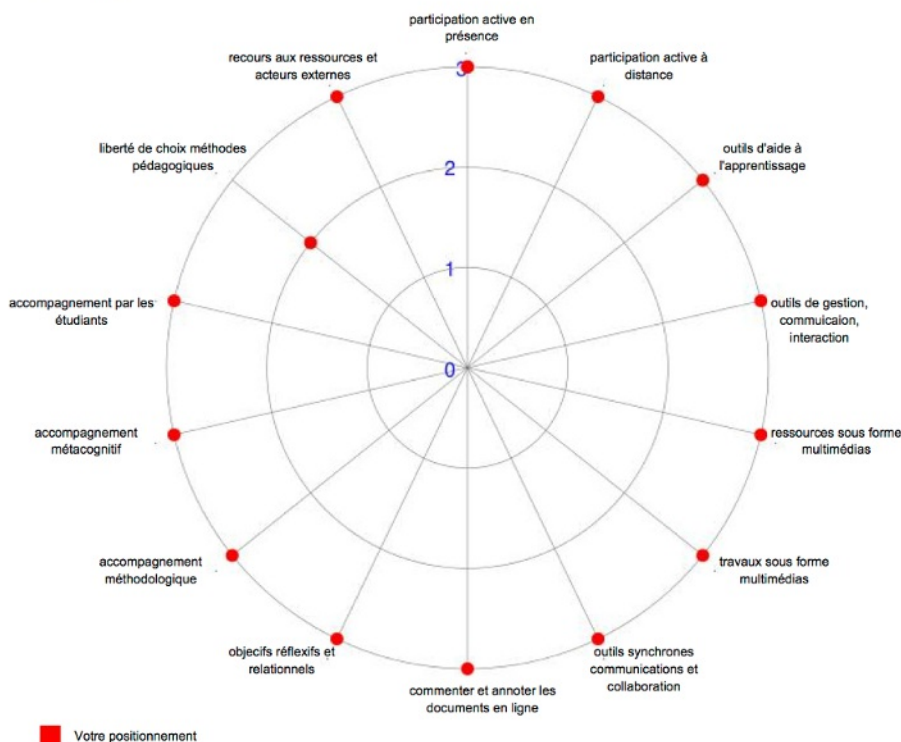 participation active en
présence
recours aux ressources et
acteurs externes
participation active à
distance
3
liberté de choix méthodes
pédagogiques
outils d'aide à
l'apprentissage
2
1
accompagnement par les
étudiants
outils de gestion,
commuicaion,
interaction
0
accompagnement
métacognitif
ressources sous forme
multimédias
accompagnement
méthodologique
travaux sous forme
multimédias
objecifs réflexifs et
relationnels
outils synchrones
communications et
collaboration
commenter et annoter les
documents en ligne
Votre positionnement